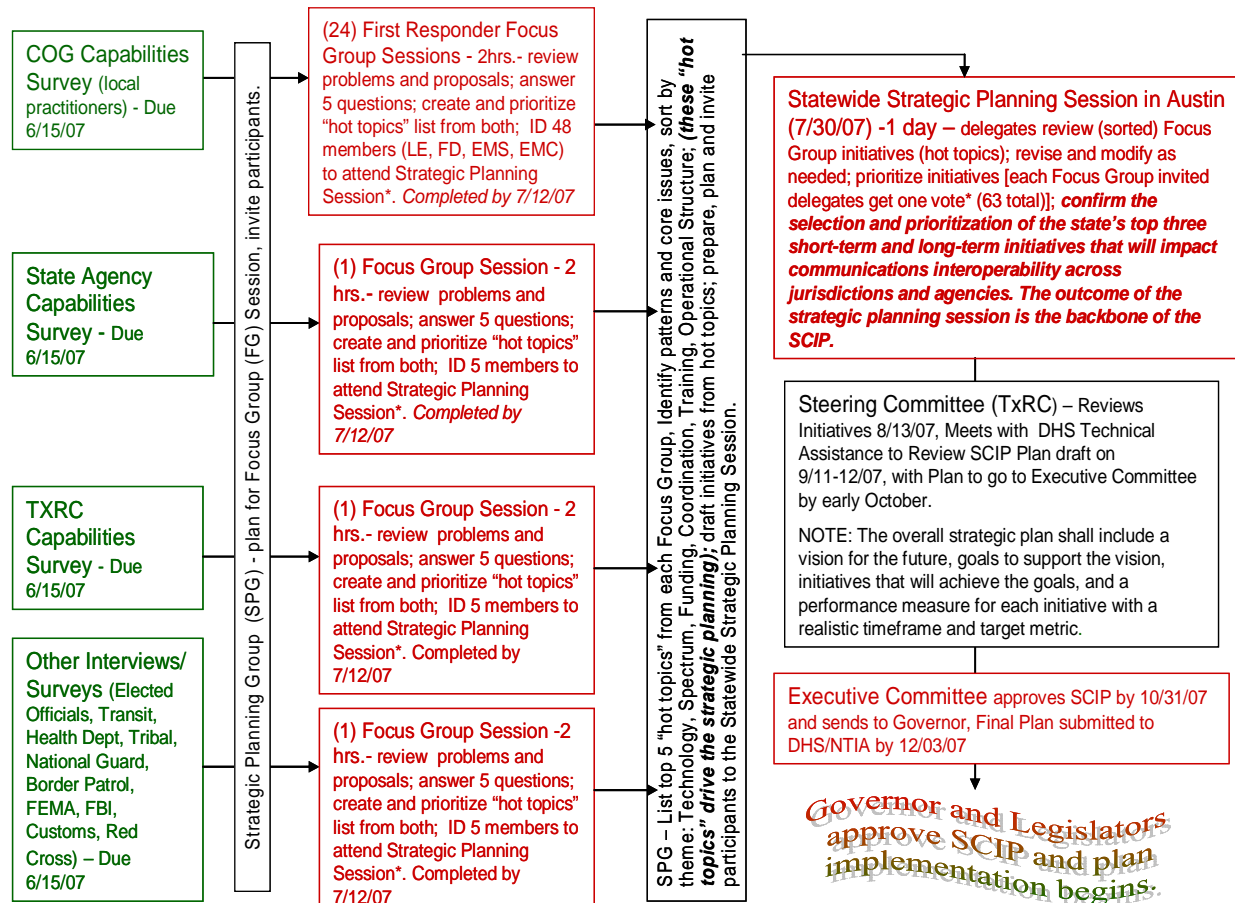 COG Capabilities
Survey (local
practitioners) - Due
6/15/07
State Agency
Capabilities
Survey - Due
6/15/07
TXRC
Capabilities
Survey - Due
6/15/07
Other Interviews/
Surveys (Elected
Officials, Transit,
Health Dept, Tribal,
National Guard,
Border Patrol,
FEMA, FBI,
Customs, Red
Cross) – Due
6/15/07
Strategic Planning Group (SPG) - plan for Focus Group (FG) Session, invite participants.
(24) First Responder Focus
Group Sessions - 2hrs.- review
problems and proposals; answer
5 questions; create and prioritize
“hot topics” list from both; ID 48
members (LE, FD, EMS, EMC)
to attend Strategic Planning
Session*. Completed by 7/12/07
(1) Focus Group Session - 2
hrs.- review problems and
proposals; answer 5 questions;
create and prioritize “hot topics”
list from both; ID 5 members to
attend Strategic Planning
Session*. Completed by
7/12/07
(1) Focus Group Session - 2
hrs.- review problems and
proposals; answer 5 questions;
create and prioritize “hot topics”
list from both; ID 5 members to
attend Strategic Planning
Session*. Completed by
7/12/07
(1) Focus Group Session -2
hrs.- review problems and
proposals; answer 5 questions;
create and prioritize “hot topics”
list from both; ID 5 members to
attend Strategic Planning
Session*. Completed by
7/12/07
SPG – List top 5 “hot topics” from each Focus Group, Identify patterns and core issues, sort by
theme: Technology, Spectrum, Funding, Coordination, Training, Operational Structure; (these “hot
topics” drive the strategic planning); draft initiatives from hot topics; prepare, plan and invite
participants to the Statewide Strategic Planning Session.
Statewide Strategic Planning Session in Austin
(7/30/07) -1 day – delegates review (sorted) Focus
Group initiatives (hot topics); revise and modify as
needed; prioritize initiatives [each Focus Group invited
delegates get one vote* (63 total)]; confirm the
selection and prioritization of the state’s top three
short-term and long-term initiatives that will impact
communications interoperability across
jurisdictions and agencies. The outcome of the
strategic planning session is the backbone of the
SCIP.
Steering Committee (TxRC) – Reviews
Initiatives 8/13/07, Meets with DHS Technical
Assistance to Review SCIP Plan draft on
9/11-12/07, with Plan to go to Executive Committee
by early October.
NOTE: The overall strategic plan shall include a
vision for the future, goals to support the vision,
initiatives that will achieve the goals, and a
performance measure for each initiative with a
realistic timeframe and target metric.
Executive Committee approves SCIP by 10/31/07
and sends to Governor, Final Plan submitted to
DHS/NTIA by 12/03/07
Governor and Legislators
approve SCIP and plan
implementation begins.